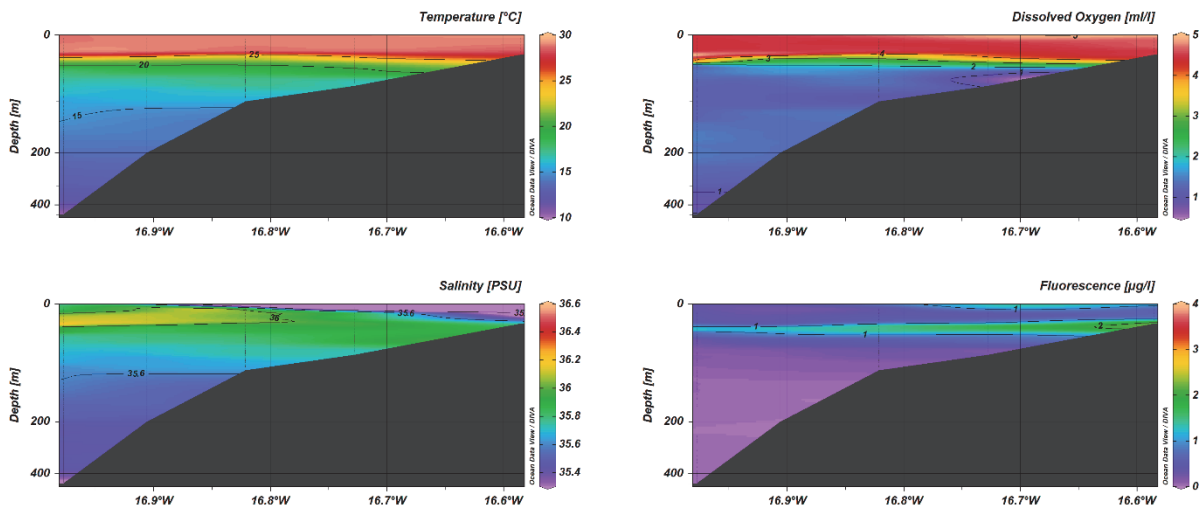 Temperature [°C]
0
200
400
Depth [m]
25
20
15
16.9°W
16.8°W
16.7°W
16.6°W
30
25
20
15
10
Ocean Data View / DIVA
Dissolved Oxygen [ml/l]
0
200
400
Depth [m]
5
4
3
2
1
1
16.9°W
16.8°W
16.7°W
16.6°W
5
4
3
2
1
Ocean Data View / DIVA
Salinity [PSU]
0
200
400
Depth [m]
36
35.6
35
35.6
16.9°W
16.8°W
16.7°W
16.6°W
36.6
36.4
36.2
36
35.8
35.6
35.4
Ocean Data View / DIVA
Fluorescence [µg/l]
0
200
400
Depth [m]
1
1
2
1
16.9°W
16.8°W
16.7°W
16.6°W
4
3
2
1
0
Ocean Data View / DIVA